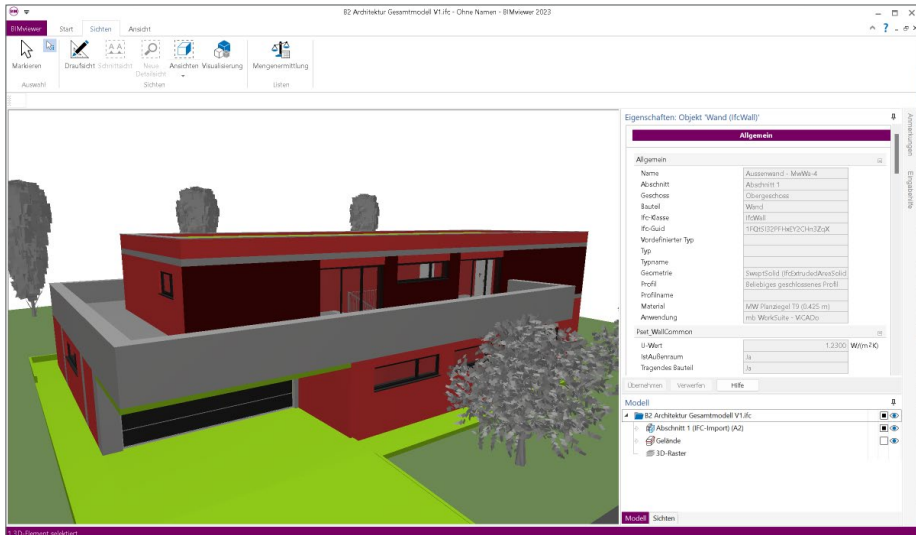 B2 Architektur Gesamtmodell V1.ifc - Ohne Namen - BIMviewer 2023
BIMviewer Start Sichten Ansicht
Markieren Draufsicht Schnittsicht Neue Detailsicht Ansichten Visualisierung Mengenermittlung
Auswahl Sichten Listen
Eigenschaften: Objekt 'Wand (IfcWall)'
Allgemein
Allgemein
Name Aussenwand - MwWa-4
Abschnitt Abschnitt 1
Geschoss Obergeschoss
Bauteil Wand
Ifc-Klasse IfcWall
Ifc-Guid
Vordefinierter Typ
Typ
Typname
Geometrie SweptSolid (IfcExtrudedAreaSolid
Profil Beliebiges geschlossenes Profil
Profilname
Material MW Planziegel T9 (0.425 m)
Anwendung mb WorkSuite - ViCADo
Pset_WallCommon
U-Wert 1.2300 W/(m²K)
IstAußenraum Ja
Tragendes Bauteil Ja
Übernehmen Verwerfen Hilfe
Modell
B2 Architektur Gesamtmodell V1.ifc
Abschnitt 1 (IFC-Import) (A2)
Gelände
3D-Raster
Modell Sichten
1 3D-Element selektiert
Anmerkungen
Eingabehilfe